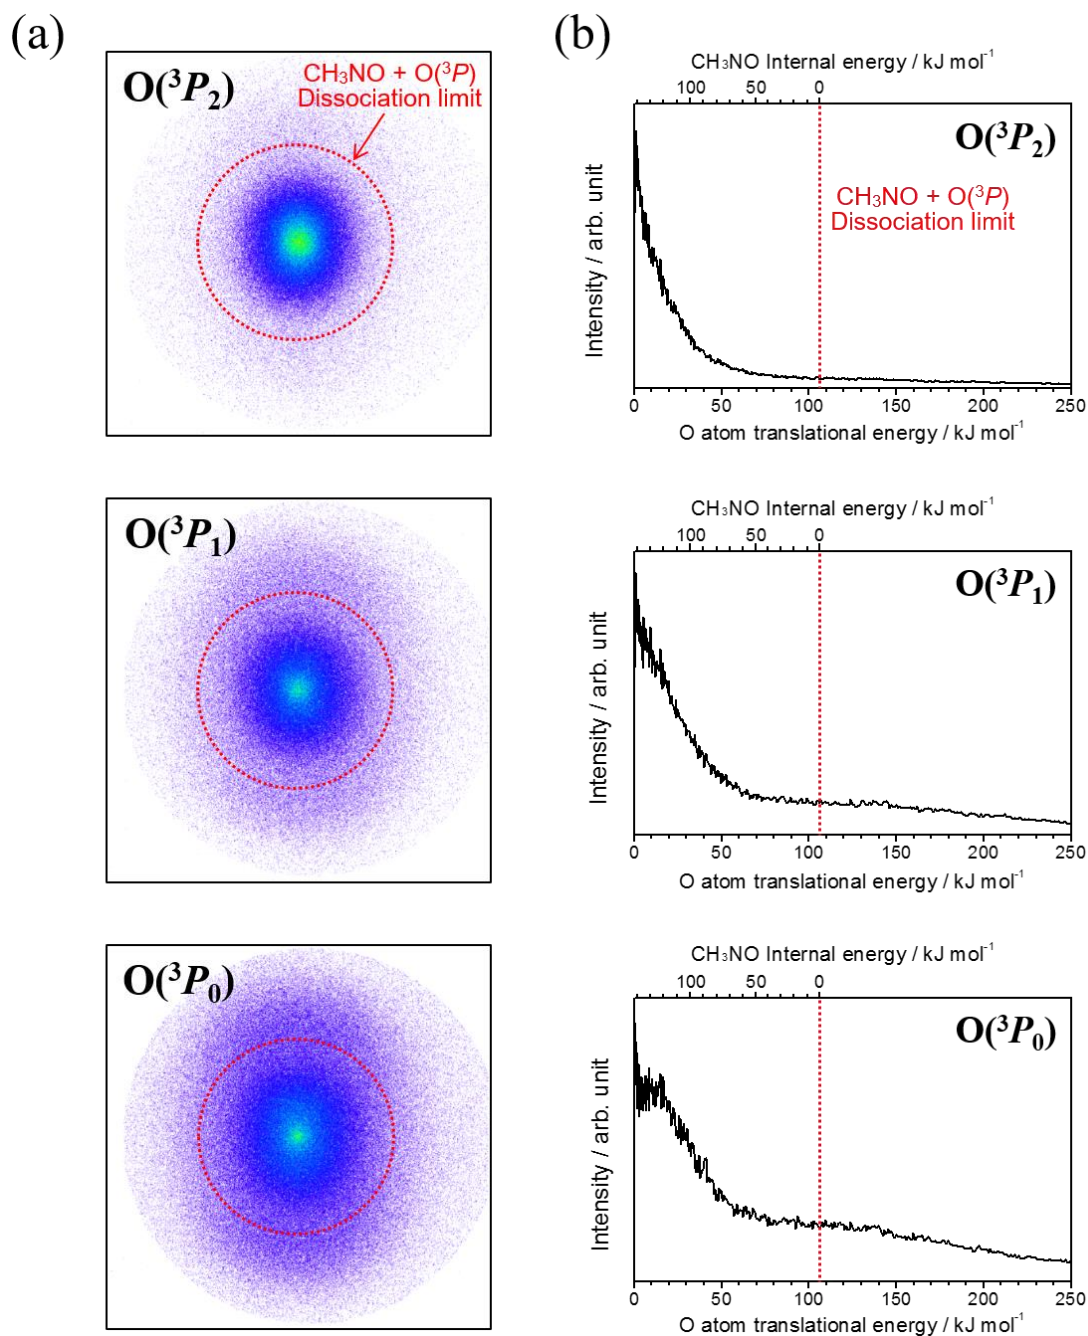 (a)
O(³P₂)
CH₃NO + O(³P)
Dissociation limit
O(³P₁)
O(³P₀)
(b)
CH₃NO Internal energy / kJ mol⁻¹
100 50 0
O(³P₂)
CH₃NO + O(³P)
Dissociation limit
Intensity / arb. unit
0 50 100 150 200 250
O atom translational energy / kJ mol⁻¹
CH₃NO Internal energy / kJ mol⁻¹
100 50 0
O(³P₁)
Intensity / arb. unit
0 50 100 150 200 250
O atom translational energy / kJ mol⁻¹
CH₃NO Internal energy / kJ mol⁻¹
100 50 0
O(³P₀)
Intensity / arb. unit
0 50 100 150 200 250
O atom translational energy / kJ mol⁻¹